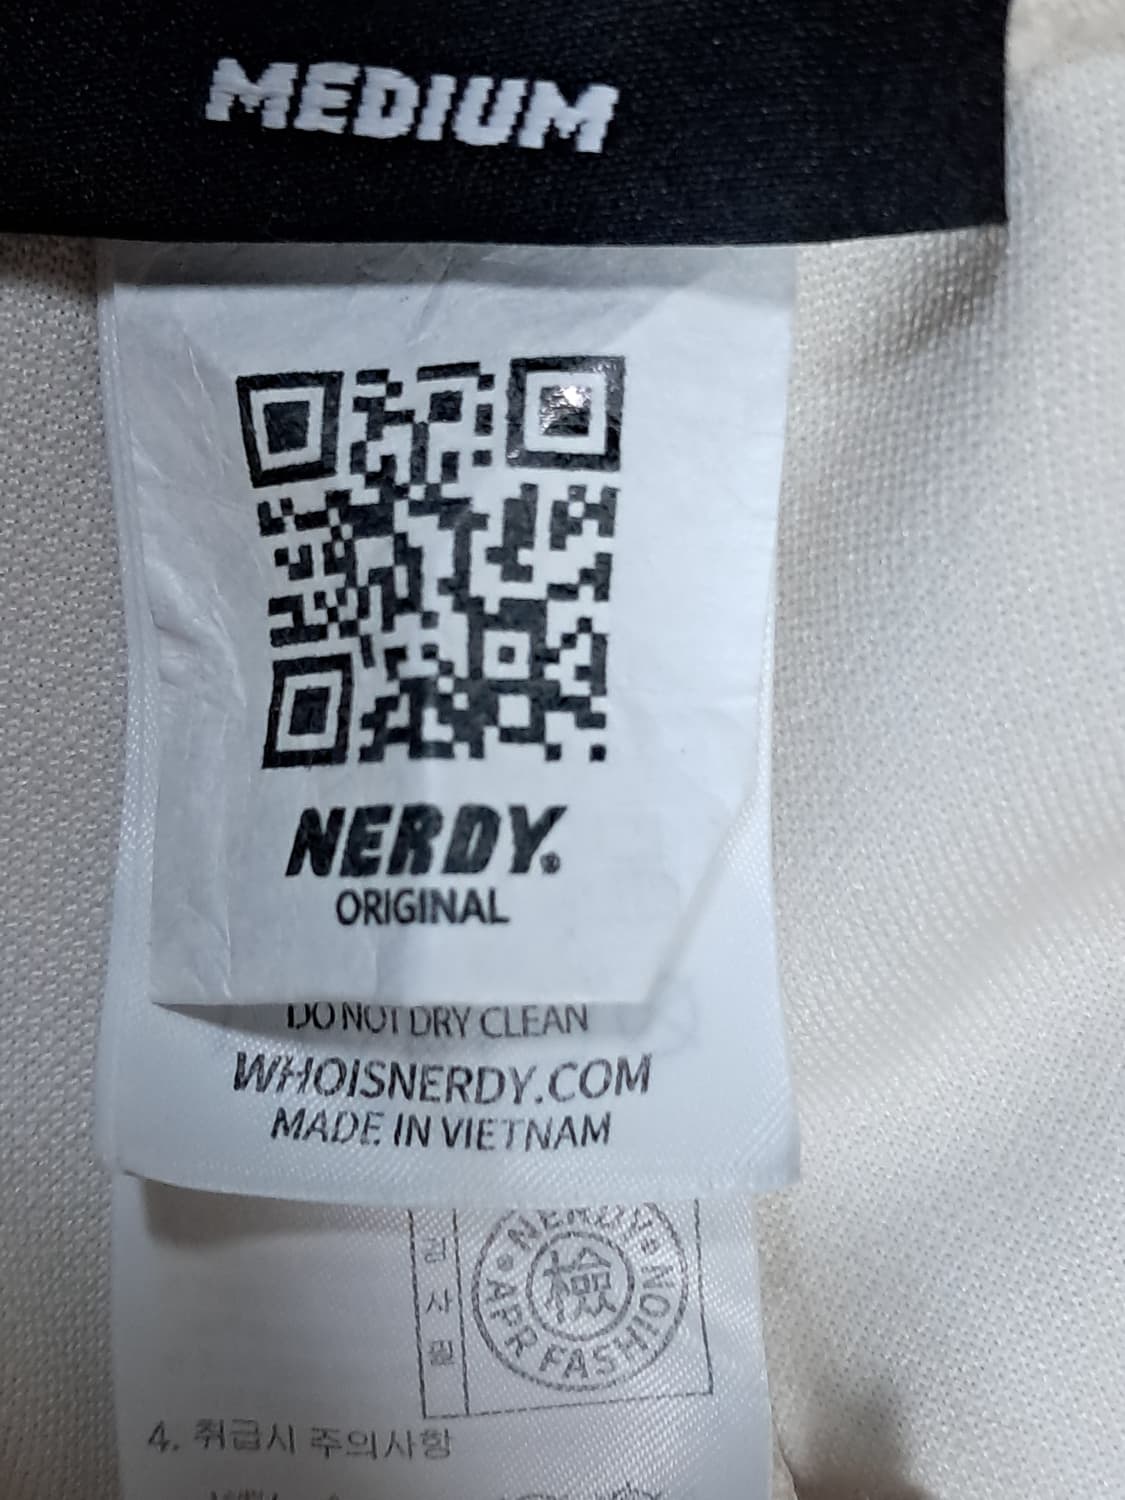 MEDIUM
NERDY.
ORIGINAL
DO NOT DRY CLEAN
WHOISNERDY.COM
MADE IN VIETNAM
검사필
NERDY
檢
APR FASHION
4. 취급시 주의사항